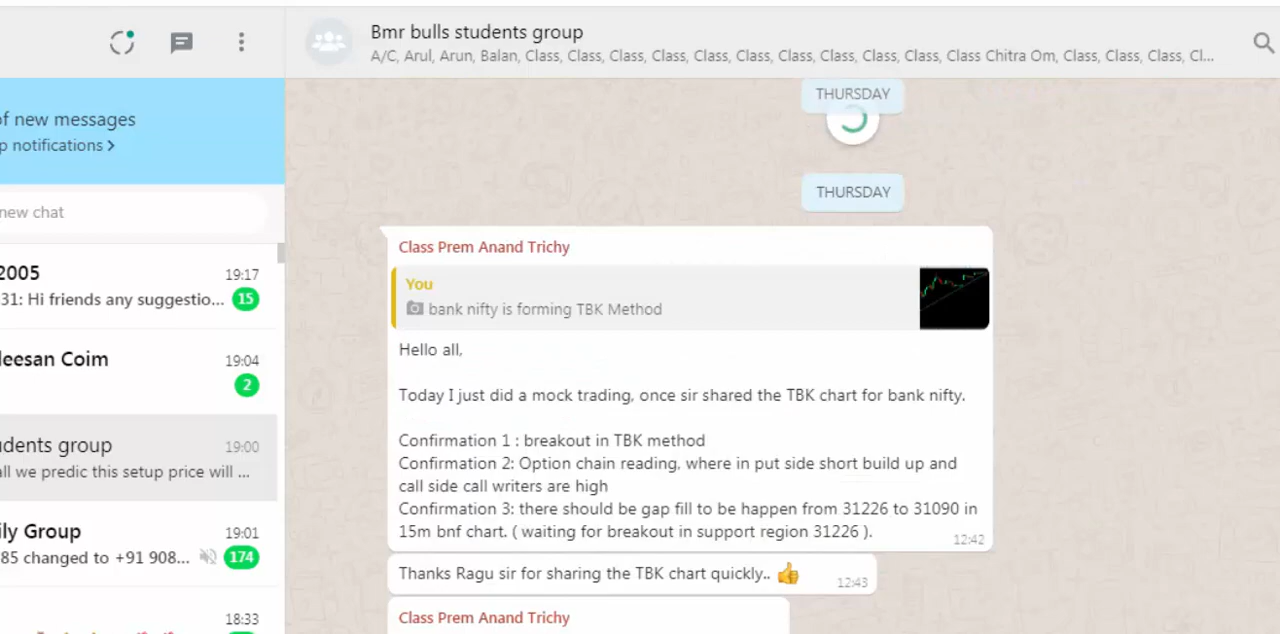 Bmr bulls students group
A/C, Arul, Arun, Balan, Class, Class, Class, Class, Class, Class, Class, Class, Class, Class, Class Chitra Om, Class, Class, Class, Cl...
of new messages
p notifications >
new chat
2005 19:17
31: Hi friends any suggestio... 15
leesan Coim 19:04
2
udents group 19:00
all we predic this setup price will ...
ily Group 19:01
85 changed to +91 908... 174
18:33
THURSDAY
THURSDAY
Class Prem Anand Trichy
You
bank nifty is forming TBK Method
Hello all,
Today I just did a mock trading, once sir shared the TBK chart for bank nifty.
Confirmation 1 : breakout in TBK method
Confirmation 2: Option chain reading, where in put side short build up and
call side call writers are high
Confirmation 3: there should be gap fill to be happen from 31226 to 31090 in
15m bnf chart. ( waiting for breakout in support region 31226 ).
12:42
Thanks Ragu sir for sharing the TBK chart quickly.. 👍 12:43
Class Prem Anand Trichy